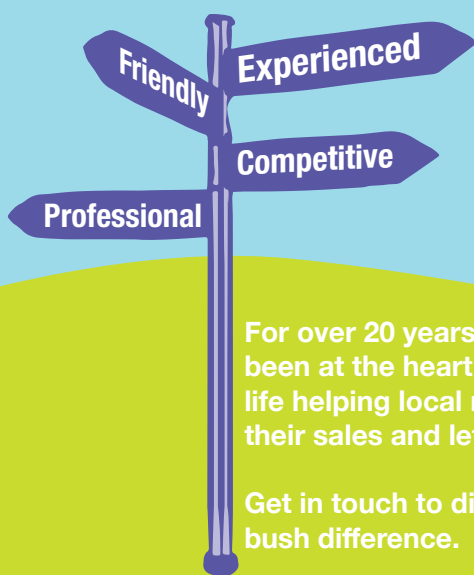 Friendly
Experienced
Competitive
Professional
For over 20 years
been at the heart
life helping local
their sales and
Get in touch to
bush difference.